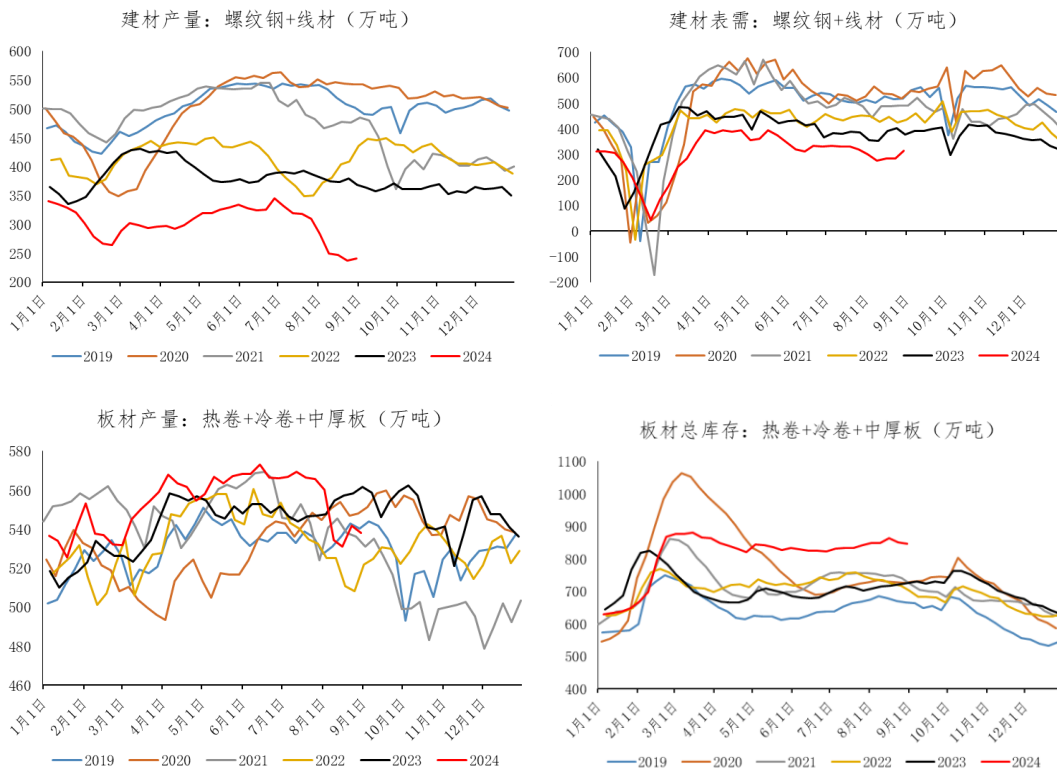 建材产量：螺纹钢+线材（万吨）
600
550
500
450
400
350
300
250
200
1月1日
2月1日
3月1日
4月1日
5月1日
6月1日
7月1日
8月1日
9月1日
10月1日
11月1日
12月1日
2019 2020 2021 2022 2023 2024
建材表需：螺纹钢+线材（万吨）
700
600
500
400
300
200
100
0
-100
-200
1月1日
2月1日
3月1日
4月1日
5月1日
6月1日
7月1日
8月1日
9月1日
10月1日
11月1日
12月1日
2019 2020 2021 2022 2023 2024
板材产量：热卷+冷卷+中厚板（万吨）
580
560
540
520
500
480
460
1月1日
2月1日
3月1日
4月1日
5月1日
6月1日
7月1日
8月1日
9月1日
10月1日
11月1日
12月1日
2019 2020 2021 2022 2023 2024
板材总库存：热卷+冷卷+中厚板（万吨）
1100
1000
900
800
700
600
500
400
1月1日
2月1日
3月1日
4月1日
5月1日
6月1日
7月1日
8月1日
9月1日
10月1日
11月1日
12月1日
2019 2020 2021 2022 2023 2024